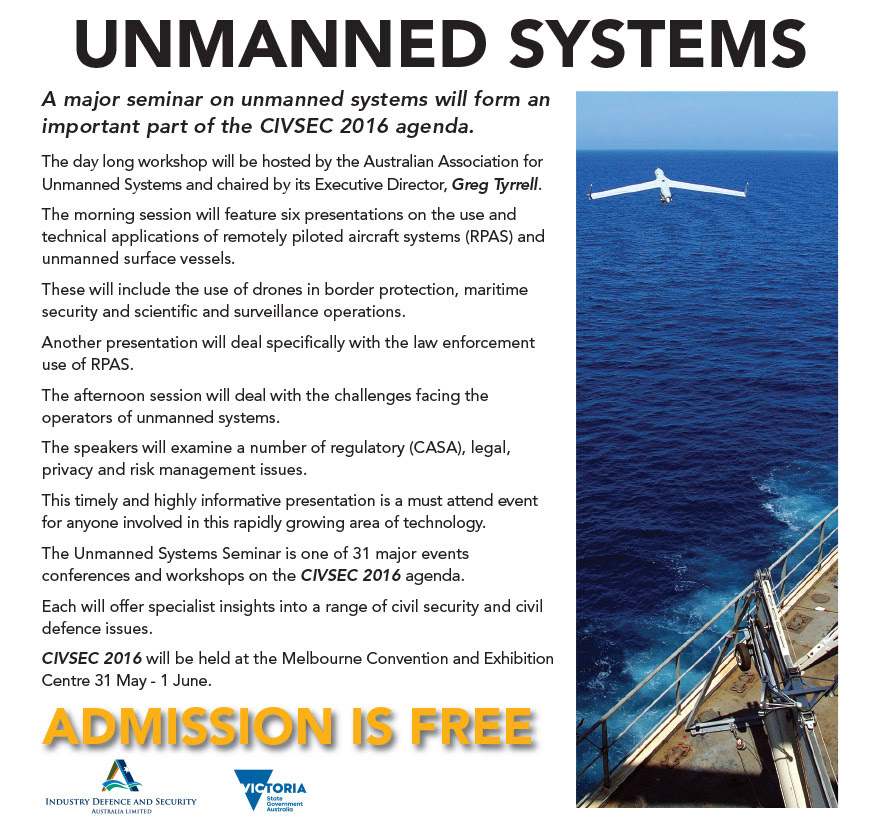 UNMANNED SYSTEMS
A major seminar on unmanned systems will form an
important part of the CIVSEC 2016 agenda.
The day long workshop will be hosted by the Australian Association for
Unmanned Systems and chaired by its Executive Director, Greg Tyrrell.
The morning session will feature six presentations on the use and
technical applications of remotely piloted aircraft systems (RPAS) and
unmanned surface vessels.
These will include the use of drones in border protection, maritime
security and scientific and surveillance operations.
Another presentation will deal specifically with the law enforcement
use of RPAS.
The afternoon session will deal with the challenges facing the
operators of unmanned systems.
The speakers will examine a number of regulatory (CASA), legal,
privacy and risk management issues.
This timely and highly informative presentation is a must attend event
for anyone involved in this rapidly growing area of technology.
The Unmanned Systems Seminar is one of 31 major events
conferences and workshops on the CIVSEC 2016 agenda.
Each will offer specialist insights into a range of civil security and civil
defence issues.
CIVSEC 2016 will be held at the Melbourne Convention and Exhibition
Centre 31 May - 1 June.
ADMISSION IS FREE
INDUSTRY DEFENCE AND SECURITY
AUSTRALIA LIMITED
VICTORIA
State
Government
Australia